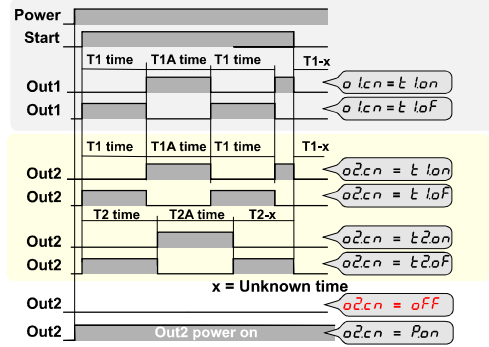 Power
Start
T1 time T1A time T1 time T1-x
Out1 o1.cn = t1.on
Out1 o1.cn = t1.oF
T1 time T1A time T1 time T1-x
Out2 o2.cn = t1.on
Out2 o2.cn = t1.oF
T2 time T2A time T2-x
Out2 o2.cn = t2.on
Out2 o2.cn = t2.oF
x = Unknown time
Out2 o2.cn = oFF
Out2 Out2 power on o2.cn = P.on